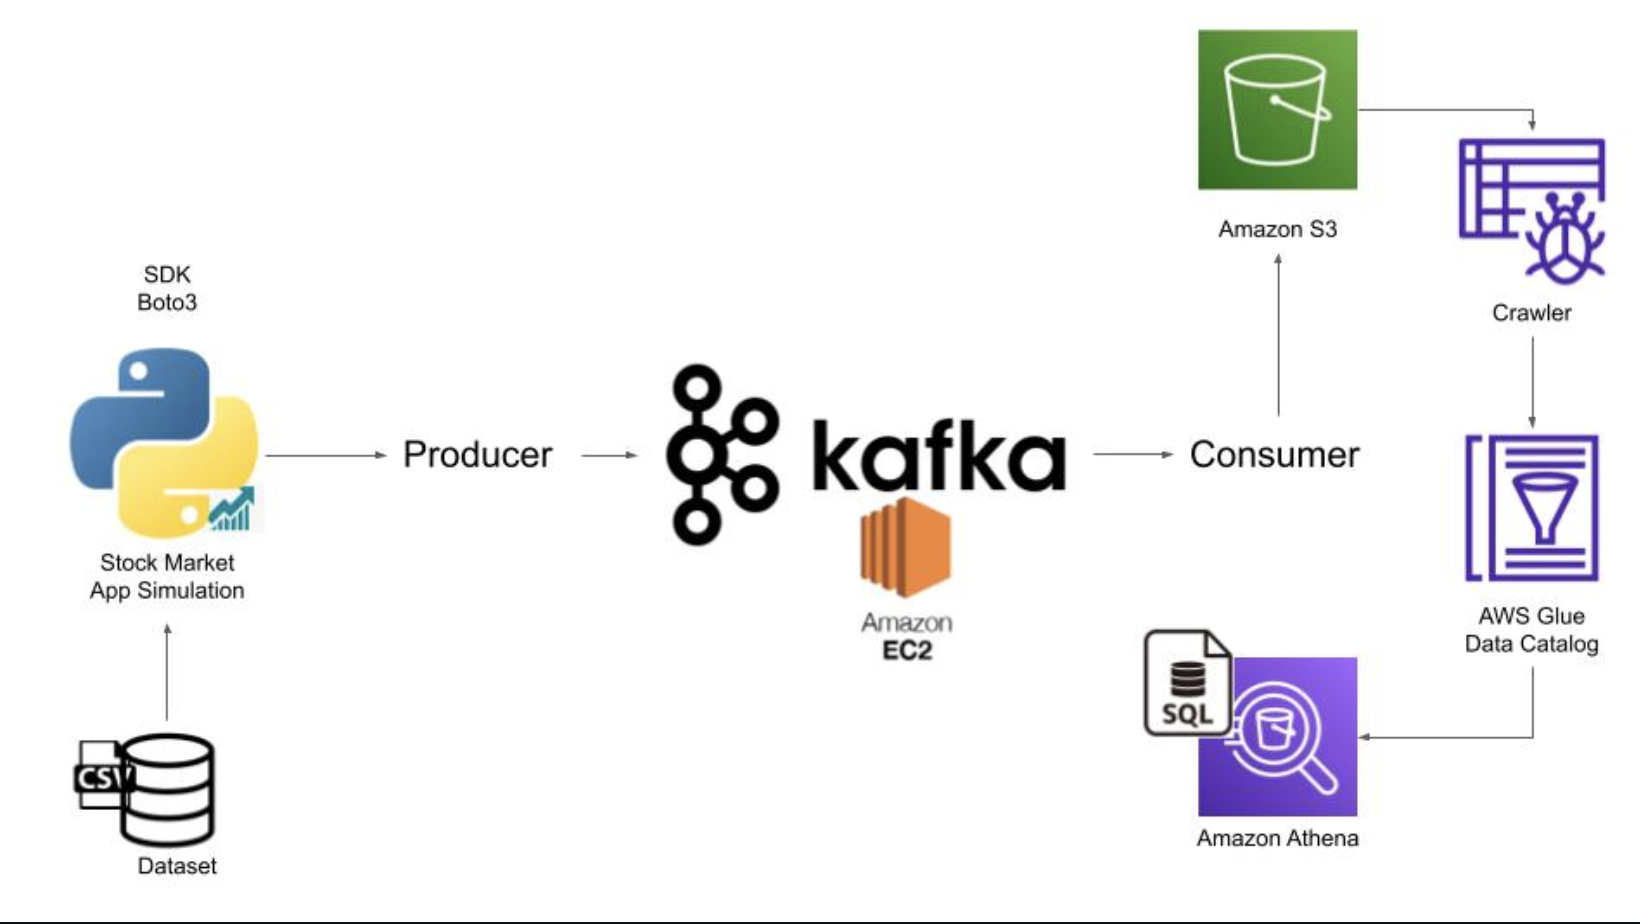 SDK
Boto3
Stock Market
App Simulation
CSV
Dataset
Producer
kafka
Amazon
EC2
Consumer
Amazon S3
Crawler
AWS Glue
Data Catalog
SQL
Amazon Athena